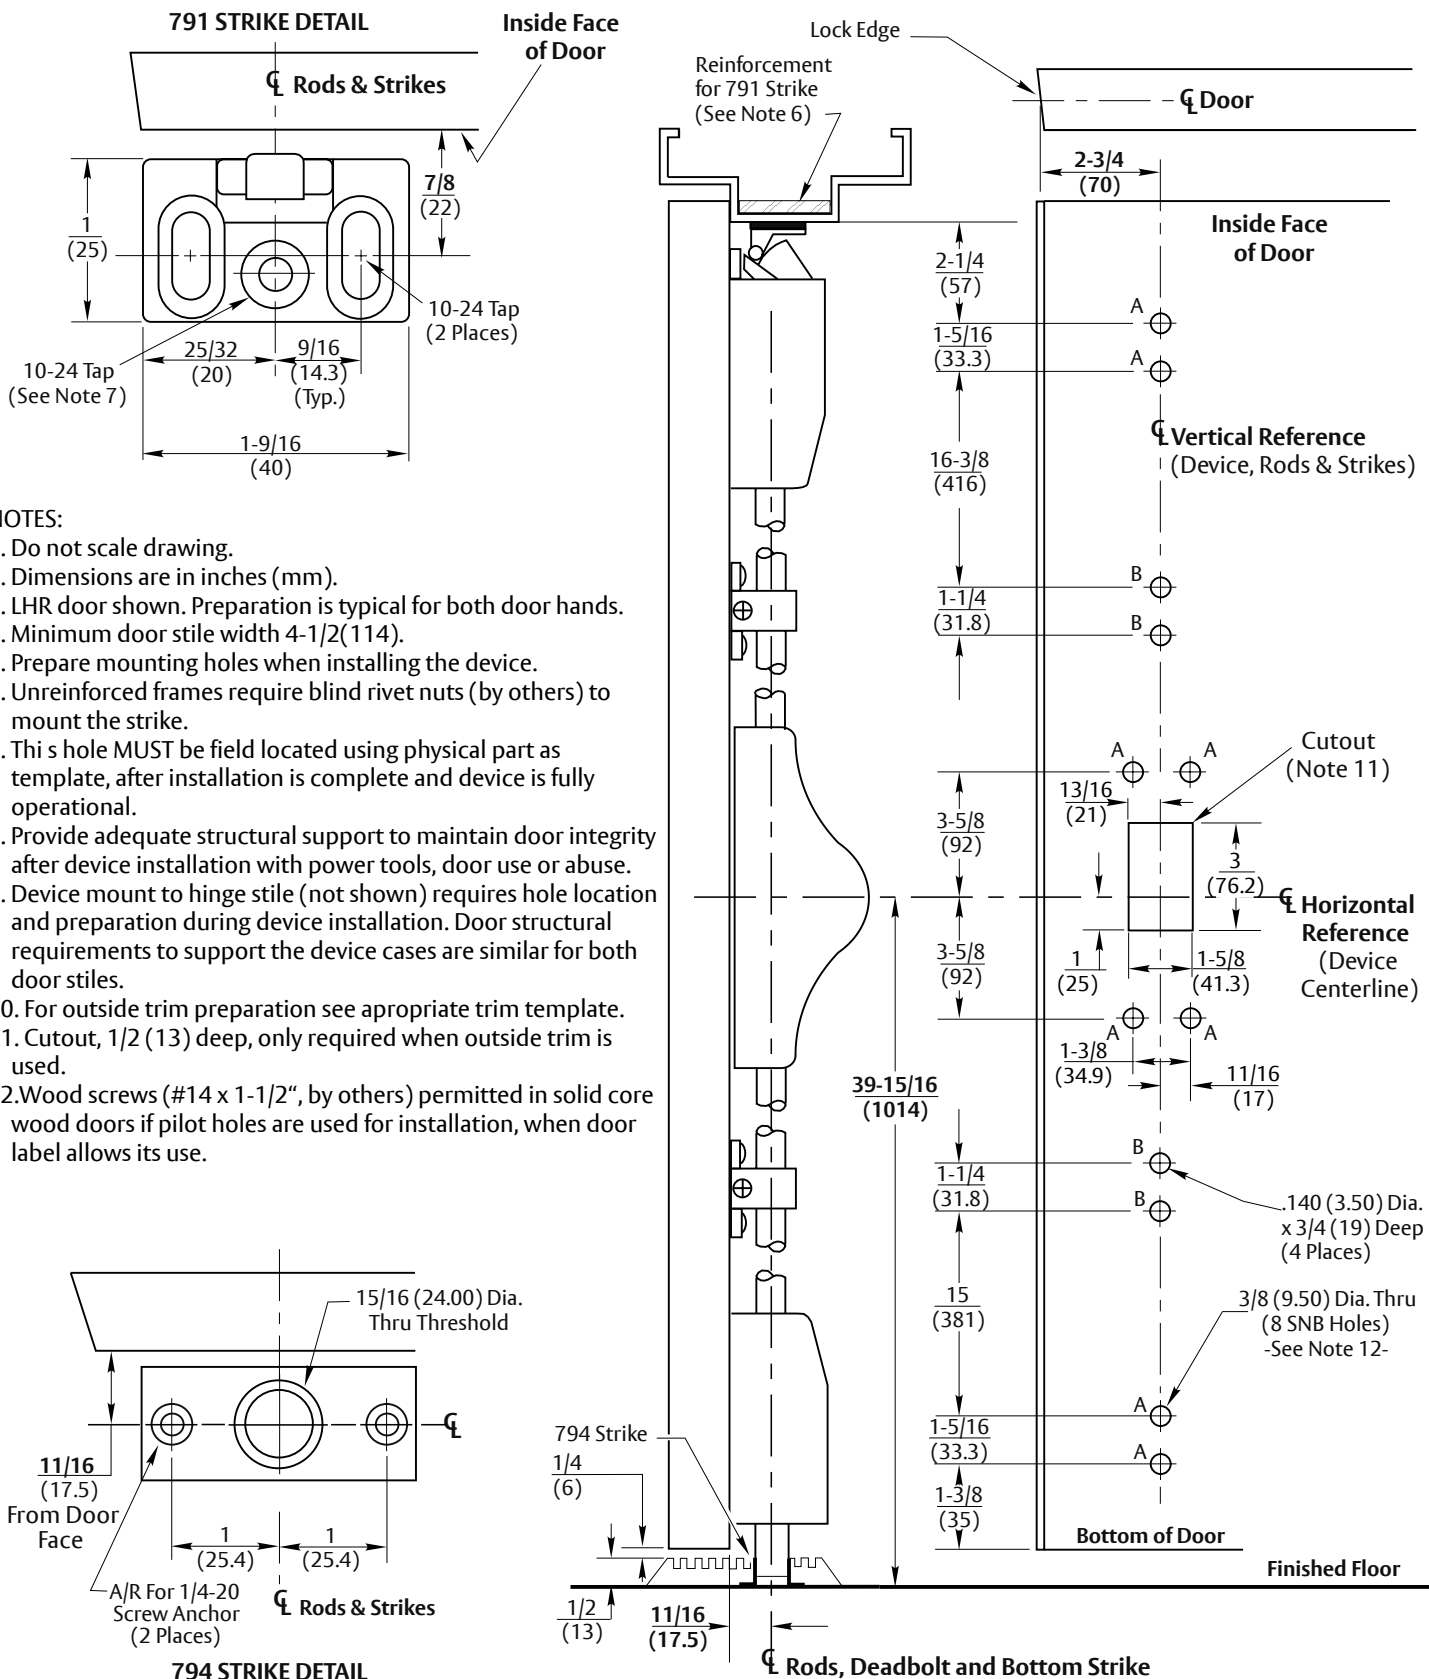 791 STRIKE DETAIL
Inside Face
of Door
℄ Rods & Strikes
7/8
(22)
1
(25)
10-24 Tap
(2 Places)
25/32
(20)
9/16
(14.3)
(Typ.)
10-24 Tap
(See Note 7)
1-9/16
(40)
OTES:
. Do not scale drawing.
. Dimensions are in inches (mm).
. LHR door shown. Preparation is typical for both door hands.
. Minimum door stile width 4-1/2(114).
. Prepare mounting holes when installing the device.
. Unreinforced frames require blind rivet nuts (by others) to
mount the strike.
. Thi s hole MUST be field located using physical part as
template, after installation is complete and device is fully
operational.
. Provide adequate structural support to maintain door integrity
after device installation with power tools, door use or abuse.
. Device mount to hinge stile (not shown) requires hole location
and preparation during device installation. Door structural
requirements to support the device cases are similar for both
door stiles.
0. For outside trim preparation see apropriate trim template.
1. Cutout, 1/2 (13) deep, only required when outside trim is
used.
2.Wood screws (#14 x 1-1/2“, by others) permitted in solid core
wood doors if pilot holes are used for installation, when door
label allows its use.
15/16 (24.00) Dia.
Thru Threshold
℄
11/16
(17.5)
From Door
Face
1
(25.4)
1
(25.4)
A/R For 1/4-20
Screw Anchor
(2 Places)
℄ Rods & Strikes
794 STRIKE DETAIL
Lock Edge
Reinforcement
for 791 Strike
(See Note 6)
℄ Door
2-3/4
(70)
Inside Face
of Door
2-1/4
(57)
A
1-5/16
(33.3)
A
℄ Vertical Reference
(Device, Rods & Strikes)
16-3/8
(416)
B
1-1/4
(31.8)
B
A
A
Cutout
(Note 11)
13/16
(21)
3-5/8
(92)
3
(76.2)
℄ Horizontal
Reference
(Device
Centerline)
3-5/8
(92)
1
(25)
1-5/8
(41.3)
A
A
1-3/8
(34.9)
11/16
(17)
39-15/16
(1014)
B
1-1/4
(31.8)
B
.140 (3.50) Dia.
x 3/4 (19) Deep
(4 Places)
15
(381)
3/8 (9.50) Dia. Thru
(8 SNB Holes)
-See Note 12-
A
1-5/16
(33.3)
A
1-3/8
(35)
794 Strike
1/4
(6)
Bottom of Door
Finished Floor
1/2
(13)
11/16
(17.5)
℄ Rods, Deadbolt and Bottom Strike